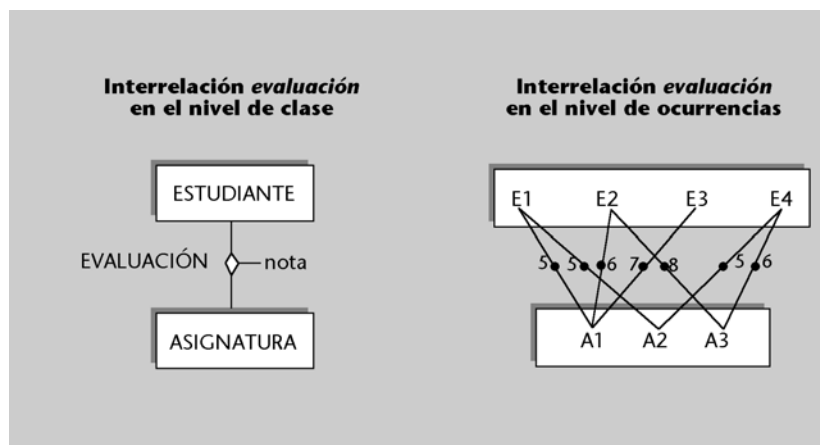 Interrelación evaluación
en el nivel de clase
ESTUDIANTE
EVALUACIÓN nota
ASIGNATURA
Interrelación evaluación
en el nivel de ocurrencias
E1 E2 E3 E4
5 5 6 7 8 5 6
A1 A2 A3